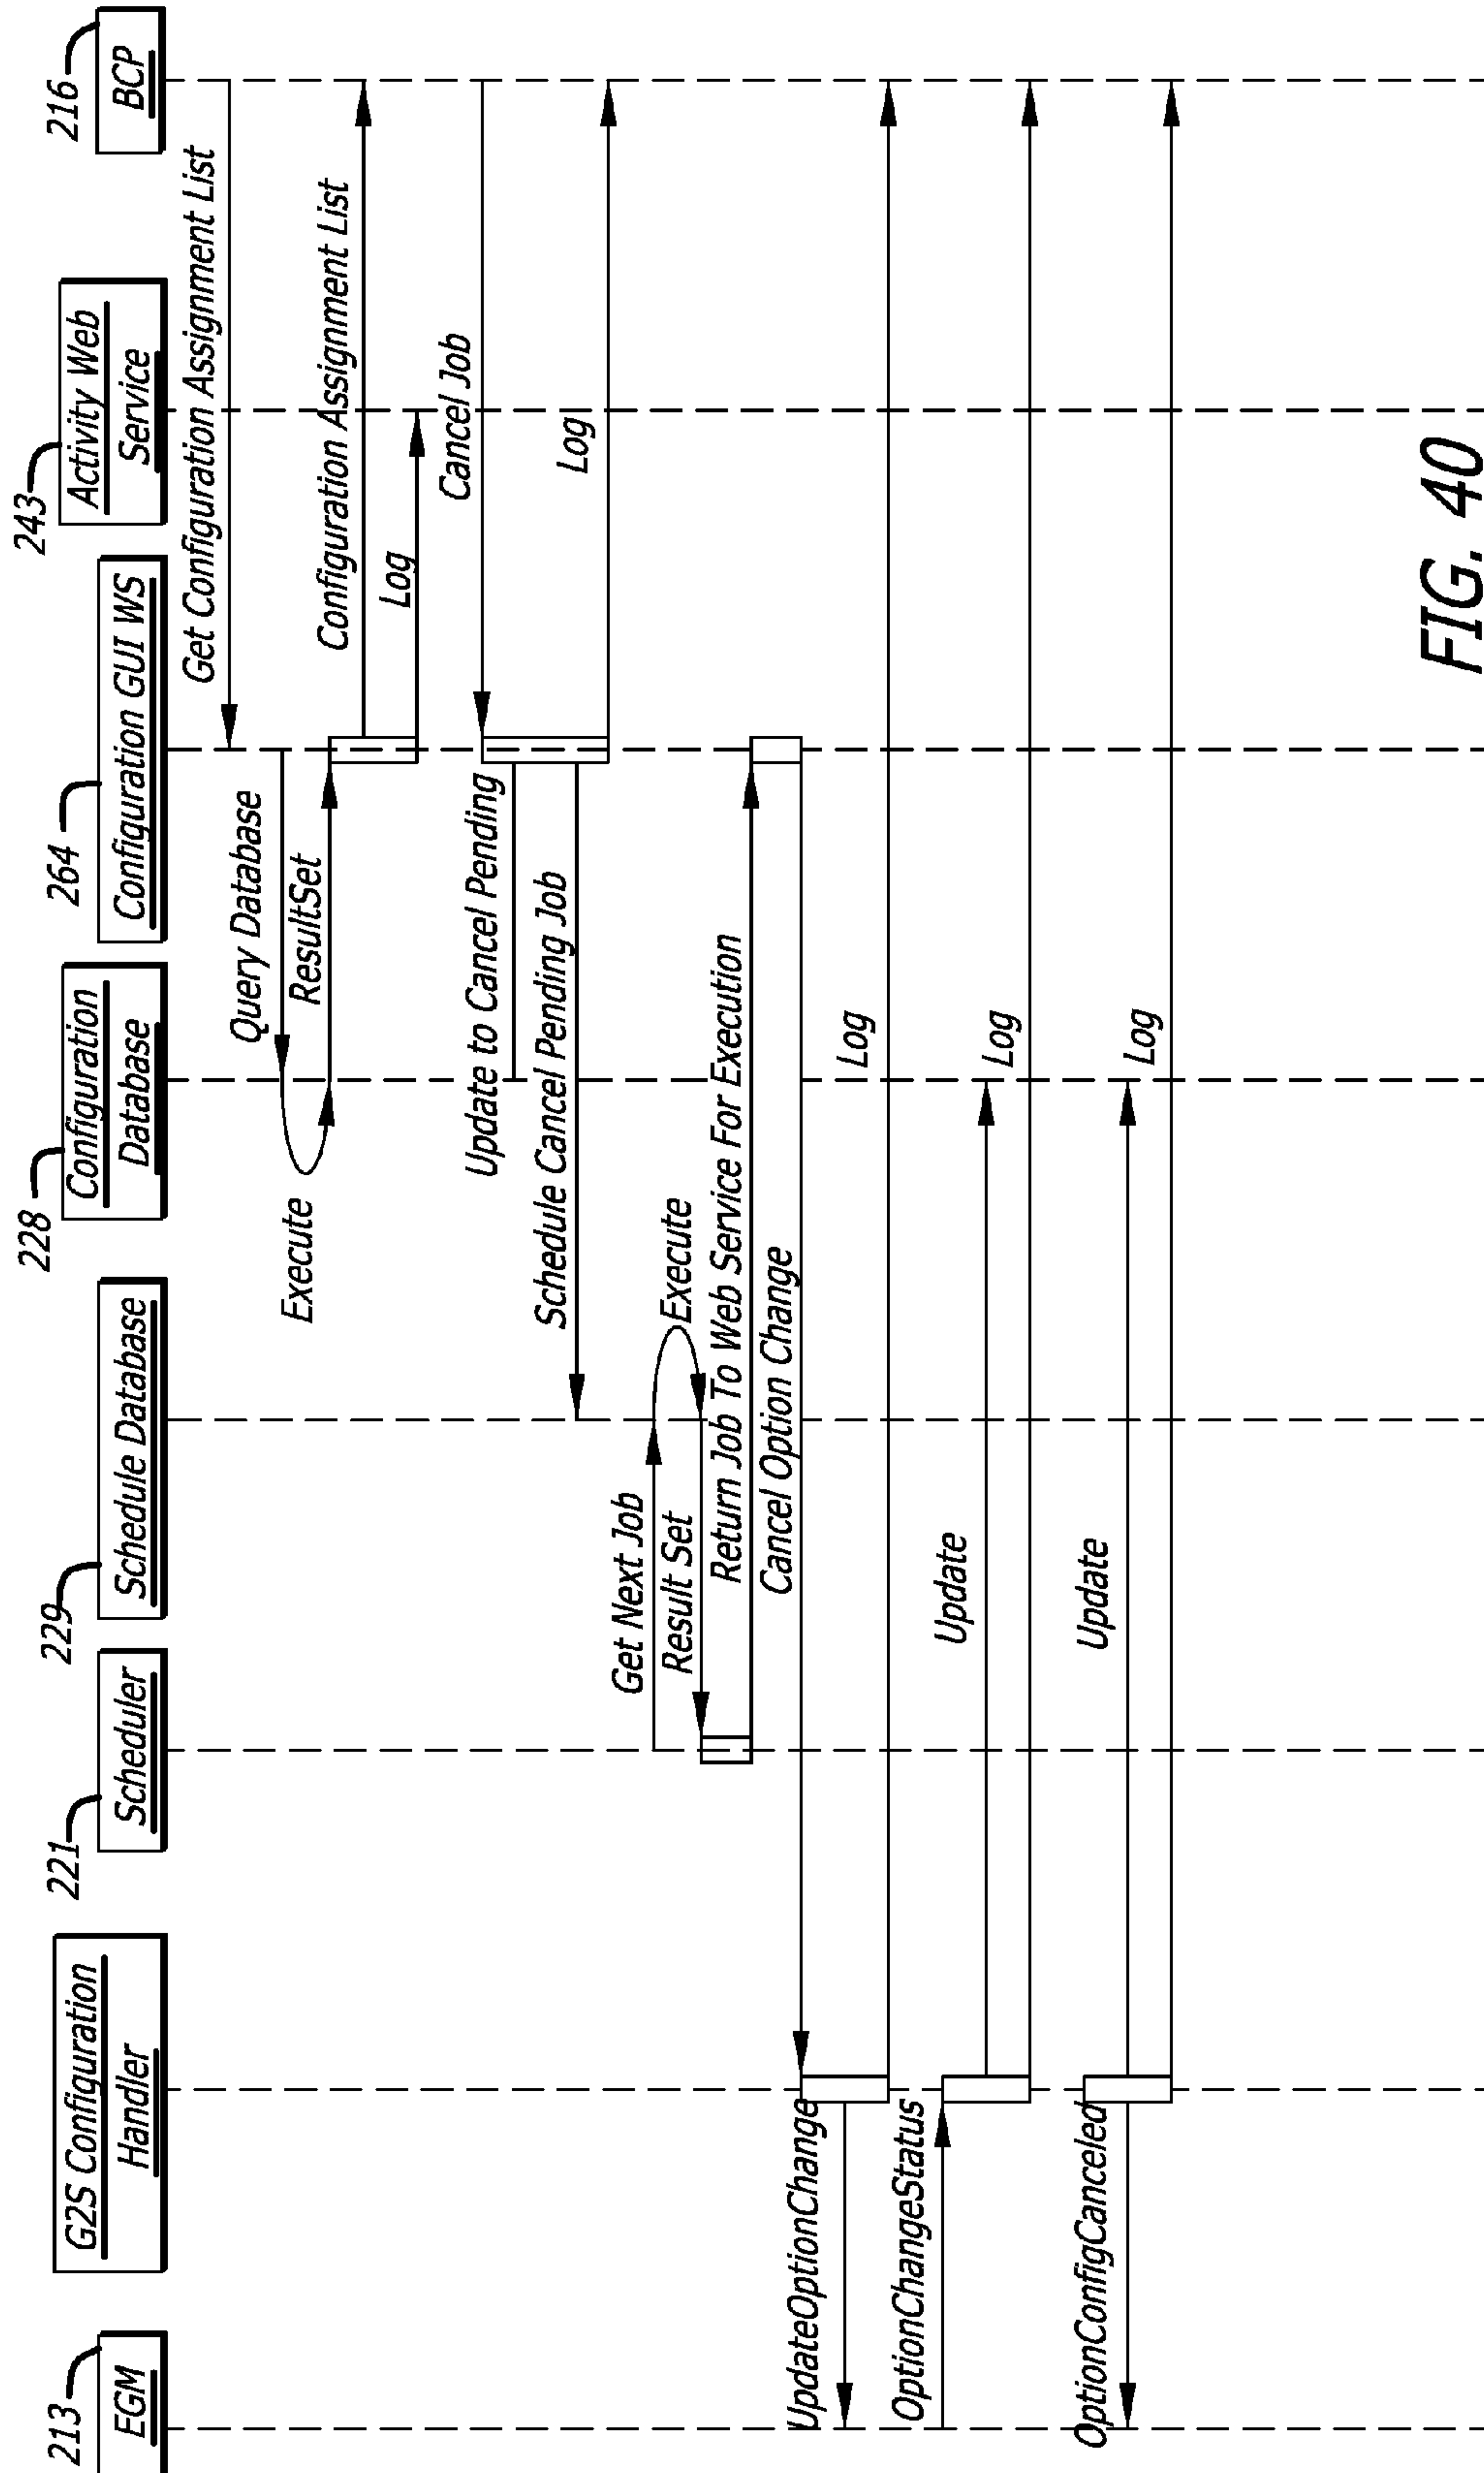 213
EGM
G2S Configuration
Handler
221
Scheduler
229
Schedule Database
228
Configuration
Database
264
Configuration GUI WS
243
Activity Web
Service
216
BCP
Get Configuration Assignment List
Query Database
Execute
ResultSet
Configuration Assignment List
Log
Cancel Job
Update to Cancel Pending
Schedule Cancel Pending Job
Log
Get Next Job
Execute
Result Set
Return Job To Web Service For Execution
Cancel Option Change
UpdateOptionChange
Log
OptionChangeStatus
Update
Log
OptionConfigCanceled
Update
Log
FIG. 40